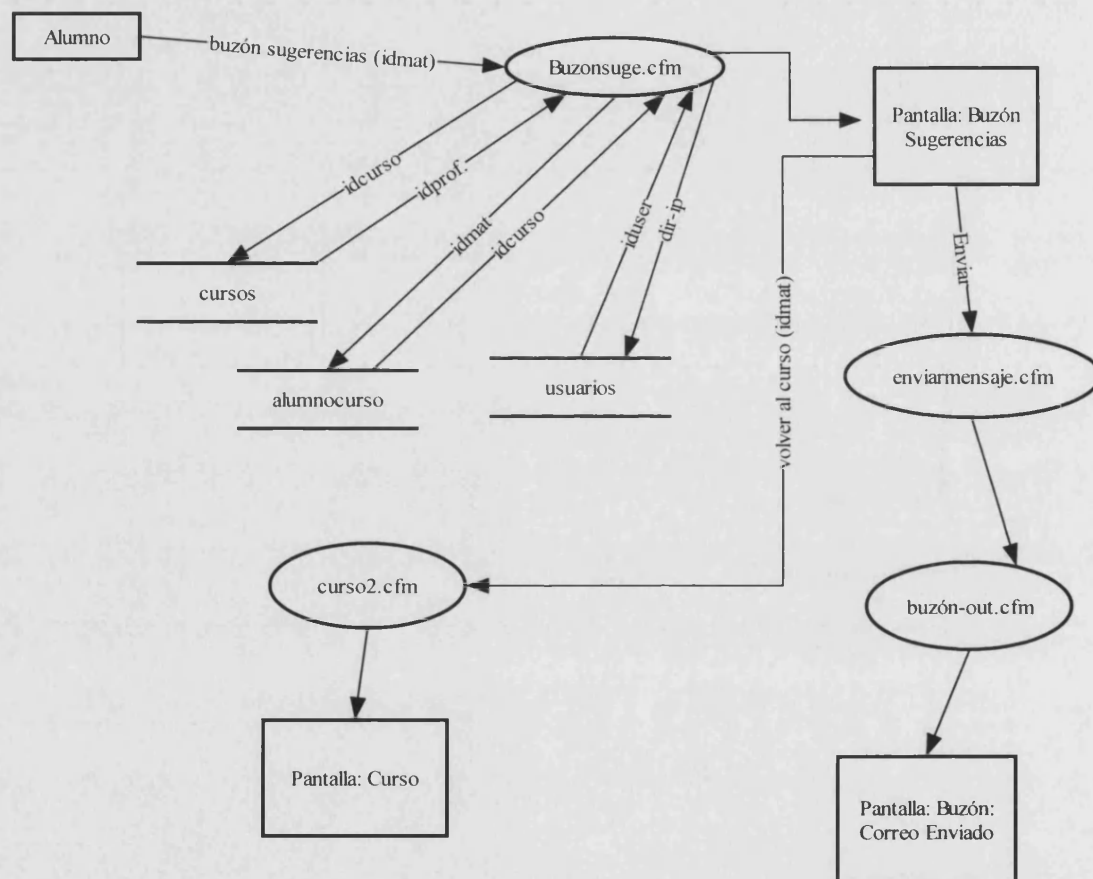 Alumno
buzón sugerencias (idmat)
Buzonsuge.cfm
Pantalla: Buzón
Sugerencias
idcurso
idprof.
idmat
idcurso
iduser
dir-ip
Enviar
cursos
alumnocurso
usuarios
volver al curso (idmat)
enviarmensaje.cfm
curso2.cfm
buzón-out.cfm
Pantalla: Curso
Pantalla: Buzón:
Correo Enviado